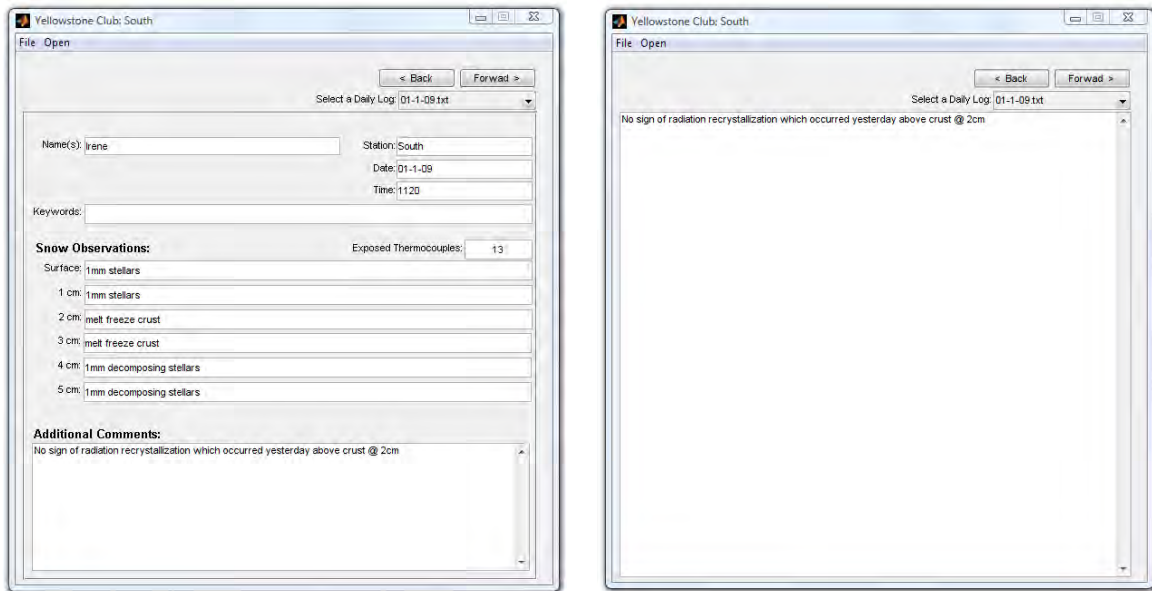 Yellowstone Club: South
File Open
< Back Forwad >
Select a Daily Log: 01-1-09.txt
Name(s): Irene
Station: South
Date: 01-1-09
Time: 1120
Keywords:
Snow Observations:
Exposed Thermocouples: 13
Surface: 1mm stellars
1 cm: 1mm stellars
2 cm: melt freeze crust
3 cm: melt freeze crust
4 cm: 1mm decomposing stellars
5 cm: 1mm decomposing stellars
Additional Comments:
No sign of radiation recrystallization which occurred yesterday above crust @ 2cm
Yellowstone Club: South
File Open
< Back Forwad >
Select a Daily Log: 01-1-09.txt
No sign of radiation recrystallization which occurred yesterday above crust @ 2cm